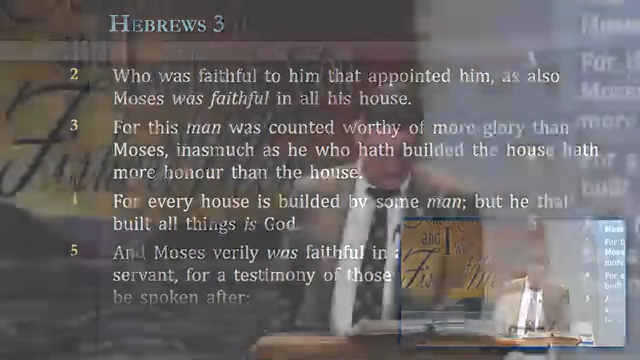 HEBREWS 3
2 Who was faithful to him that appointed him, as also
Moses was faithful in all his house.
3 For this man was counted worthy of more glory than
Moses, inasmuch as he who hath builded the house hath
more honour than the house.
4 For every house is builded by some man; but he that
built all things is God.
5 And Moses verily was faithful in a
servant, for a testimony of those
be spoken after;
and I
Fis